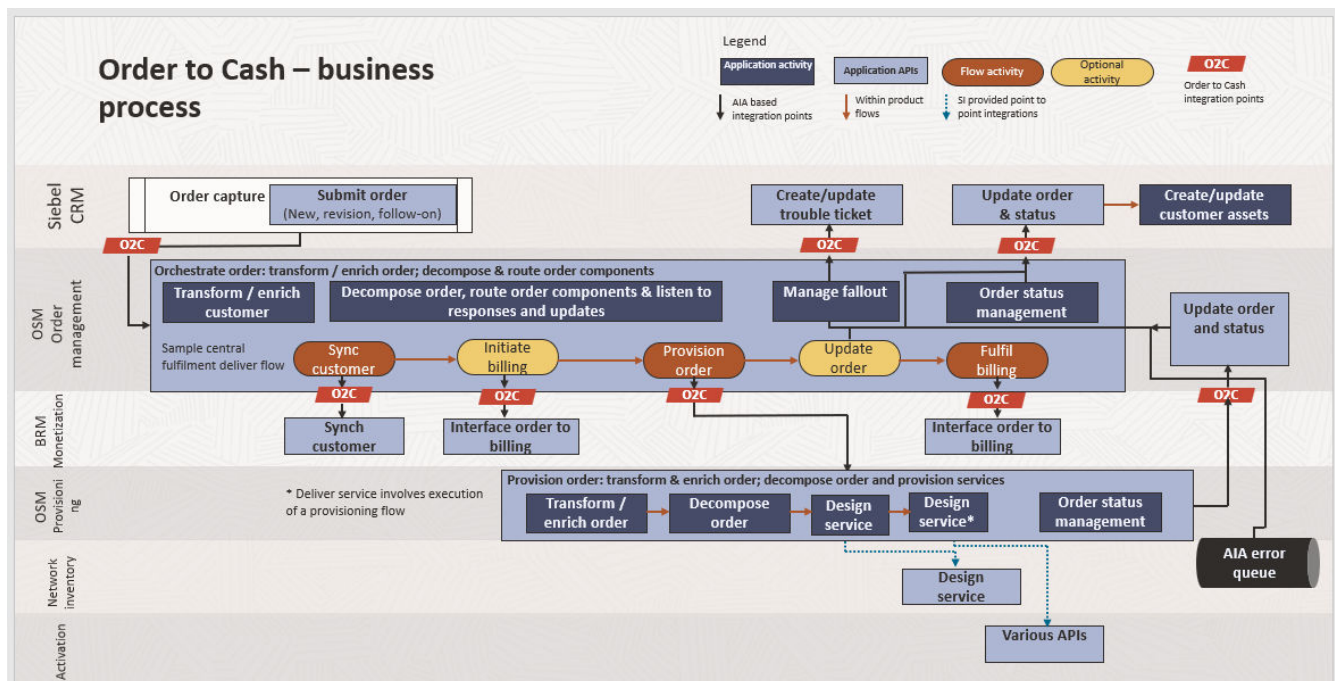 Order to Cash – business
process
Legend
Application activity
Application APIs
Flow activity
Optional
activity
O2C
AIA based
integration points
Within product
flows
SI provided point to
point integrations
Order to Cash
integration points
Siebel
CRM
Order capture
Submit order
(New, revision, follow-on)
Create/update
trouble ticket
Update order
& status
Create/update
customer assets
O2C
O2C
O2C
OSM
Order
management
Orchestrate order: transform / enrich order; decompose & route order components
Transform / enrich
customer
Decompose order, route order components & listen to
responses and updates
Manage fallout
Order status
management
Update order
and status
Sample central
fulfilment deliver flow
Sync
customer
Initiate
billing
Provision
order
Update
order
Fulfil
billing
O2C
O2C
O2C
O2C
O2C
BRM
Monetization
Synch
customer
Interface order to
billing
Interface order to
billing
OSM
Provisioni
ng
* Deliver service involves execution
of a provisioning flow
Provision order: transform & enrich order; decompose order and provision services
Transform /
enrich order
Decompose
order
Design
service
Design
service*
Order status
management
AIA error
queue
Network
inventory
Design
service
Activation
Various APIs